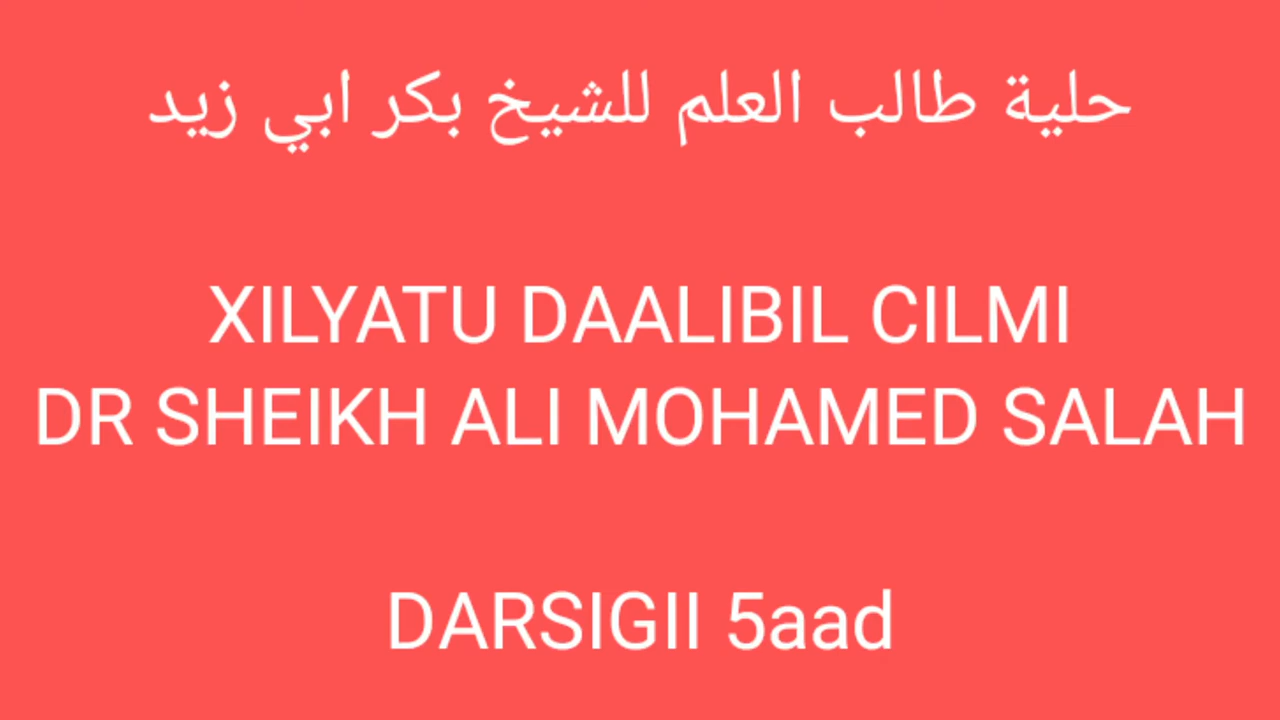 حلية طالب العلم للشيخ بكر ابي زيد
XILYATU DAALIBIL CILMI
DR SHEIKH ALI MOHAMED SALAH
DARSIGII 5aad